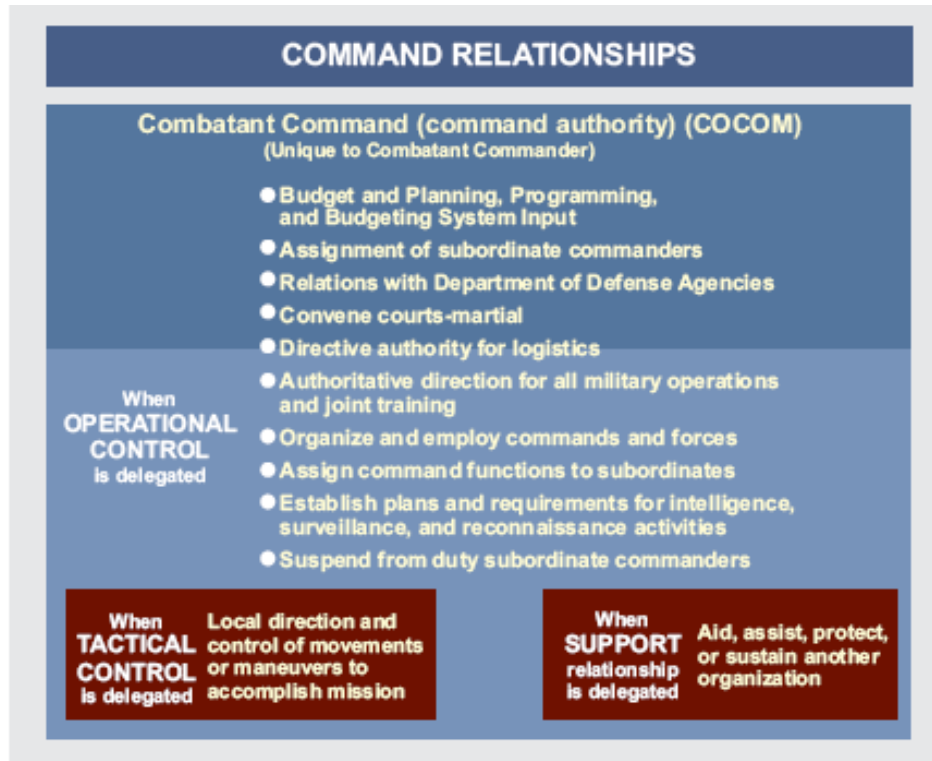 COMMAND RELATIONSHIPS
Combatant Command (command authority) (COCOM)
(Unique to Combatant Commander)
● Budget and Planning, Programming,
and Budgeting System Input
● Assignment of subordinate commanders
● Relations with Department of Defense Agencies
● Convene courts-martial
● Directive authority for logistics
When
OPERATIONAL
CONTROL
is delegated
● Authoritative direction for all military operations
and joint training
● Organize and employ commands and forces
● Assign command functions to subordinates
● Establish plans and requirements for intelligence,
surveillance, and reconnaissance activities
● Suspend from duty subordinate commanders
When
TACTICAL
CONTROL
is delegated
Local direction and
control of movements
or maneuvers to
accomplish mission
When
SUPPORT
relationship
is delegated
Aid, assist, protect,
or sustain another
organization